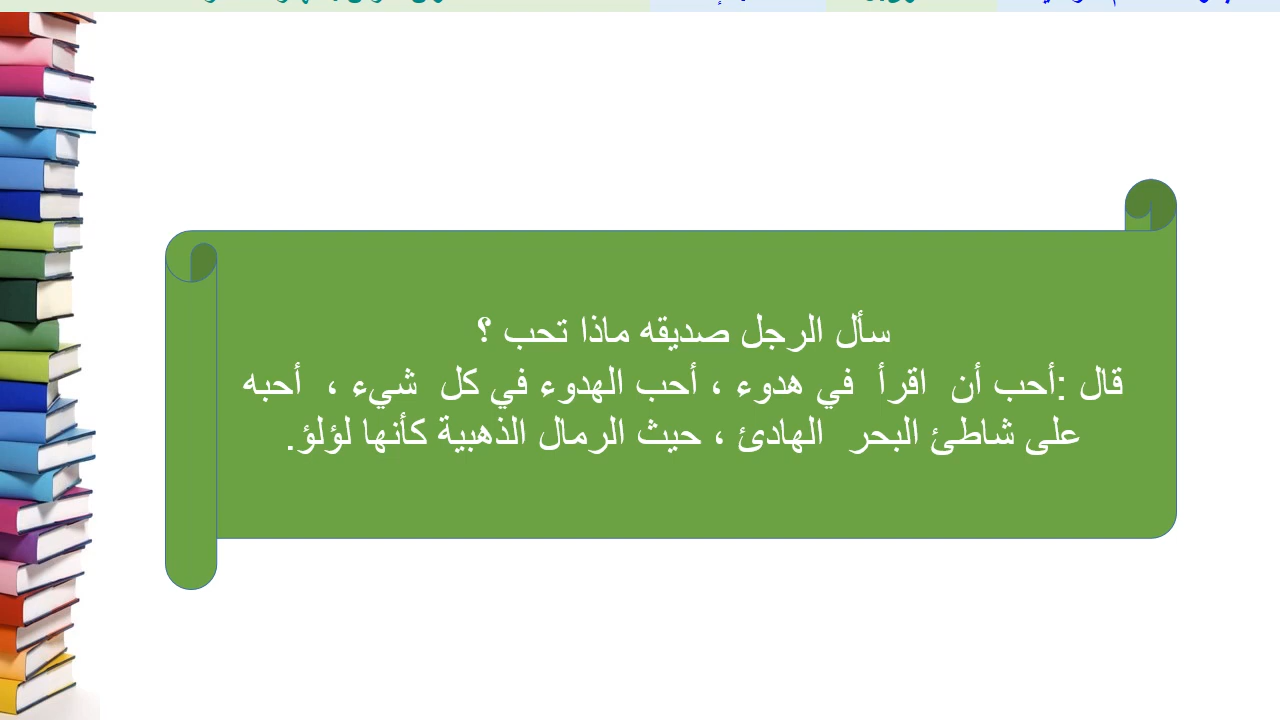 سأل الرجل صديقه ماذا تحب ؟
قال :أحب أن اقرأ في هدوء ، أحب الهدوء في كل شيء ، أحبه
على شاطئ البحر الهادئ ، حيث الرمال الذهبية كأنها لؤلؤ.